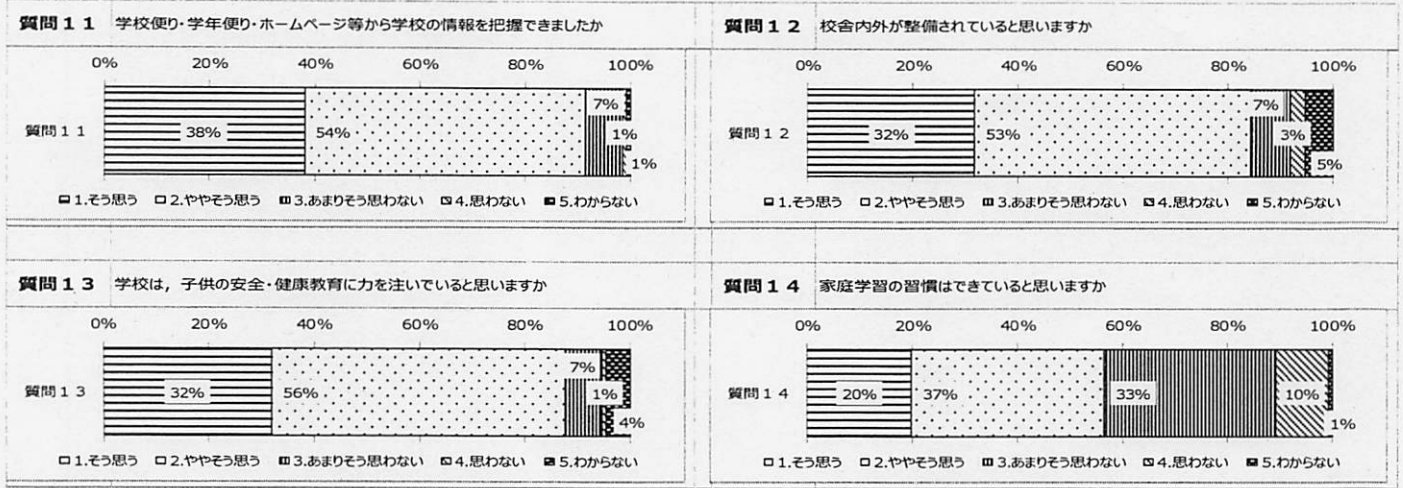 質問11 学校便り・学年便り・ホームページ等から学校の情報を把握できましたか
0% 20% 40% 60% 80% 100%
質問11 38% 54% 7% 1% 1%
1.そう思う 2.ややそう思う 3.あまりそう思わない 4.思わない 5.わからない
質問12 校舎内外が整備されていると思いますか
0% 20% 40% 60% 80% 100%
質問12 32% 53% 7% 3% 5%
1.そう思う 2.ややそう思う 3.あまりそう思わない 4.思わない 5.わからない
質問13 学校は，子供の安全・健康教育に力を注いでいると思いますか
0% 20% 40% 60% 80% 100%
質問13 32% 56% 7% 1% 4%
1.そう思う 2.ややそう思う 3.あまりそう思わない 4.思わない 5.わからない
質問14 家庭学習の習慣はできていると思いますか
0% 20% 40% 60% 80% 100%
質問14 20% 37% 33% 10% 1%
1.そう思う 2.ややそう思う 3.あまりそう思わない 4.思わない 5.わからない